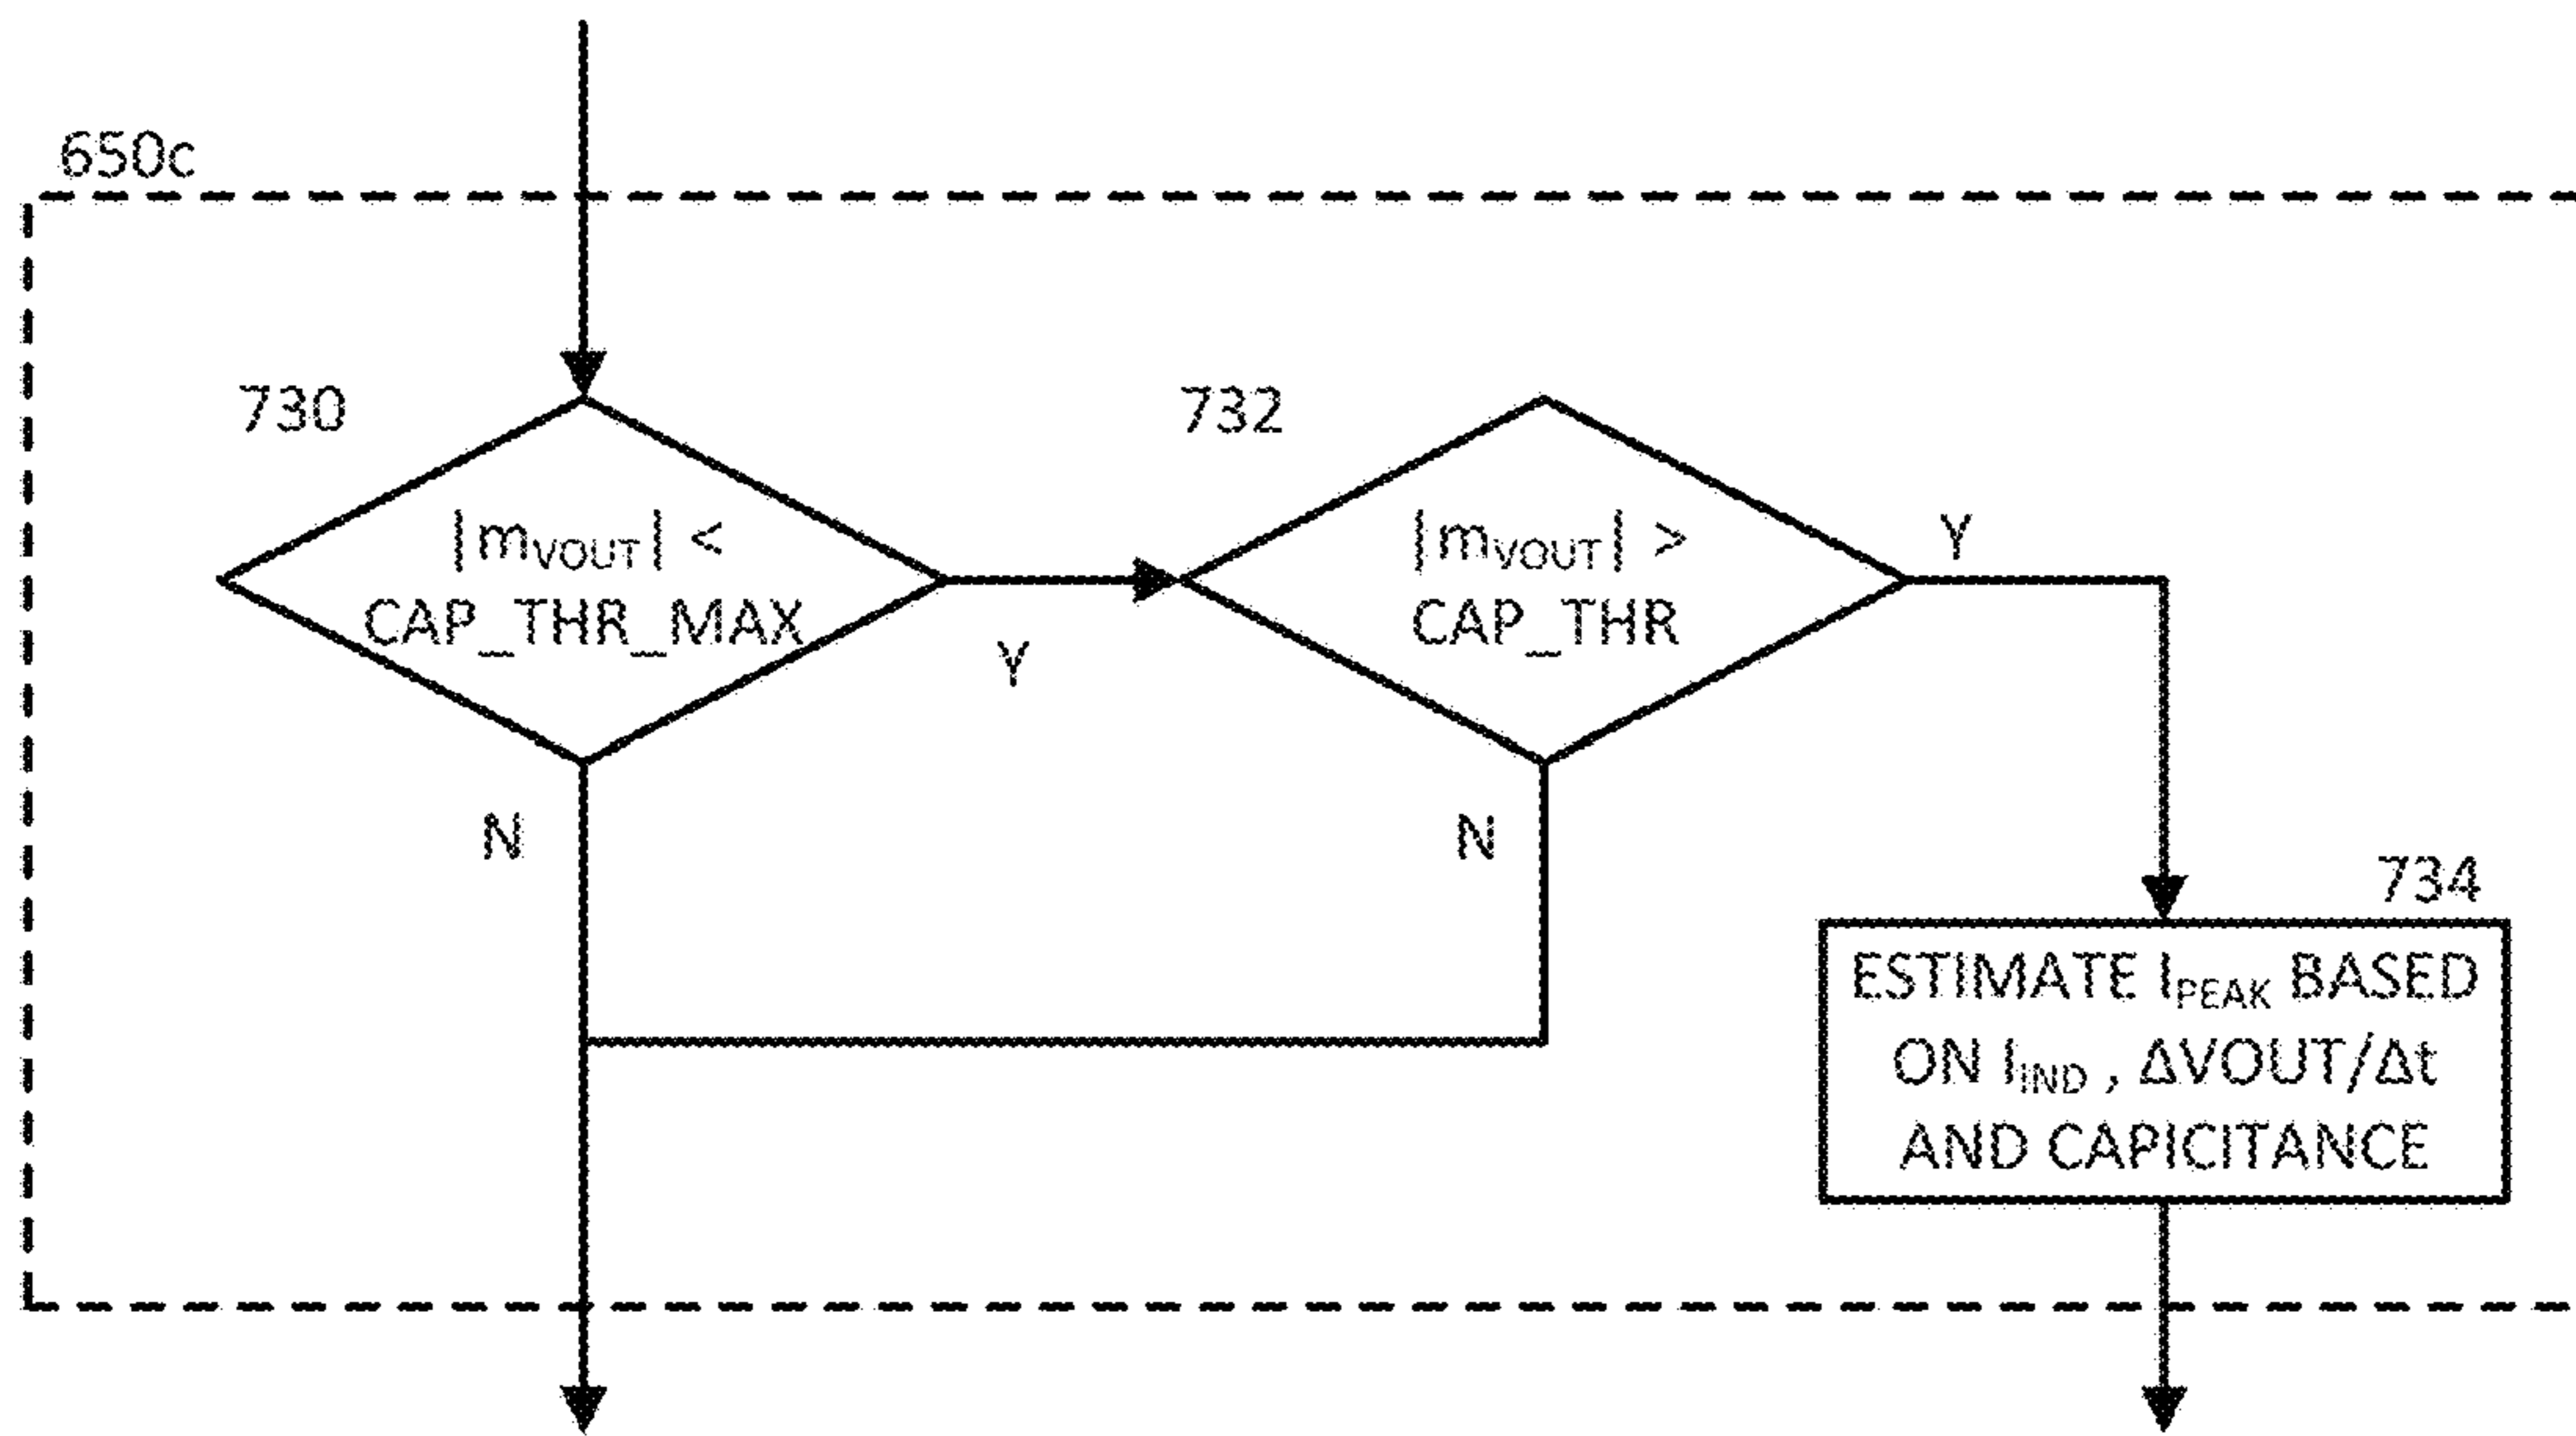 650c
730
|mVOUT| <
CAP_THR_MAX
Y
N
732
|mVOUT| >
CAP_THR
Y
N
734
ESTIMATE IPEAK BASED
ON IIND , ΔVOUT/Δt
AND CAPICITANCE